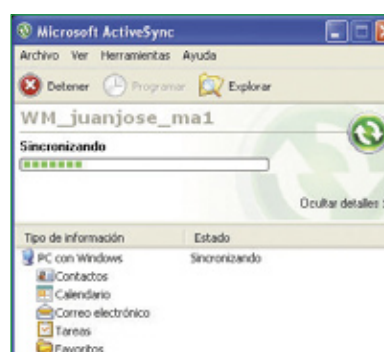 Microsoft ActiveSync
Archivo Ver Herramientas Ayuda
Detener Programar Explorar
WM_juanjose_ma1
Sincronizando
Ocultar detalles
Tipo de información Estado
PC con Windows Sincronizando
Contactos
Calendario
Correo electrónico
Tareas
Favoritos